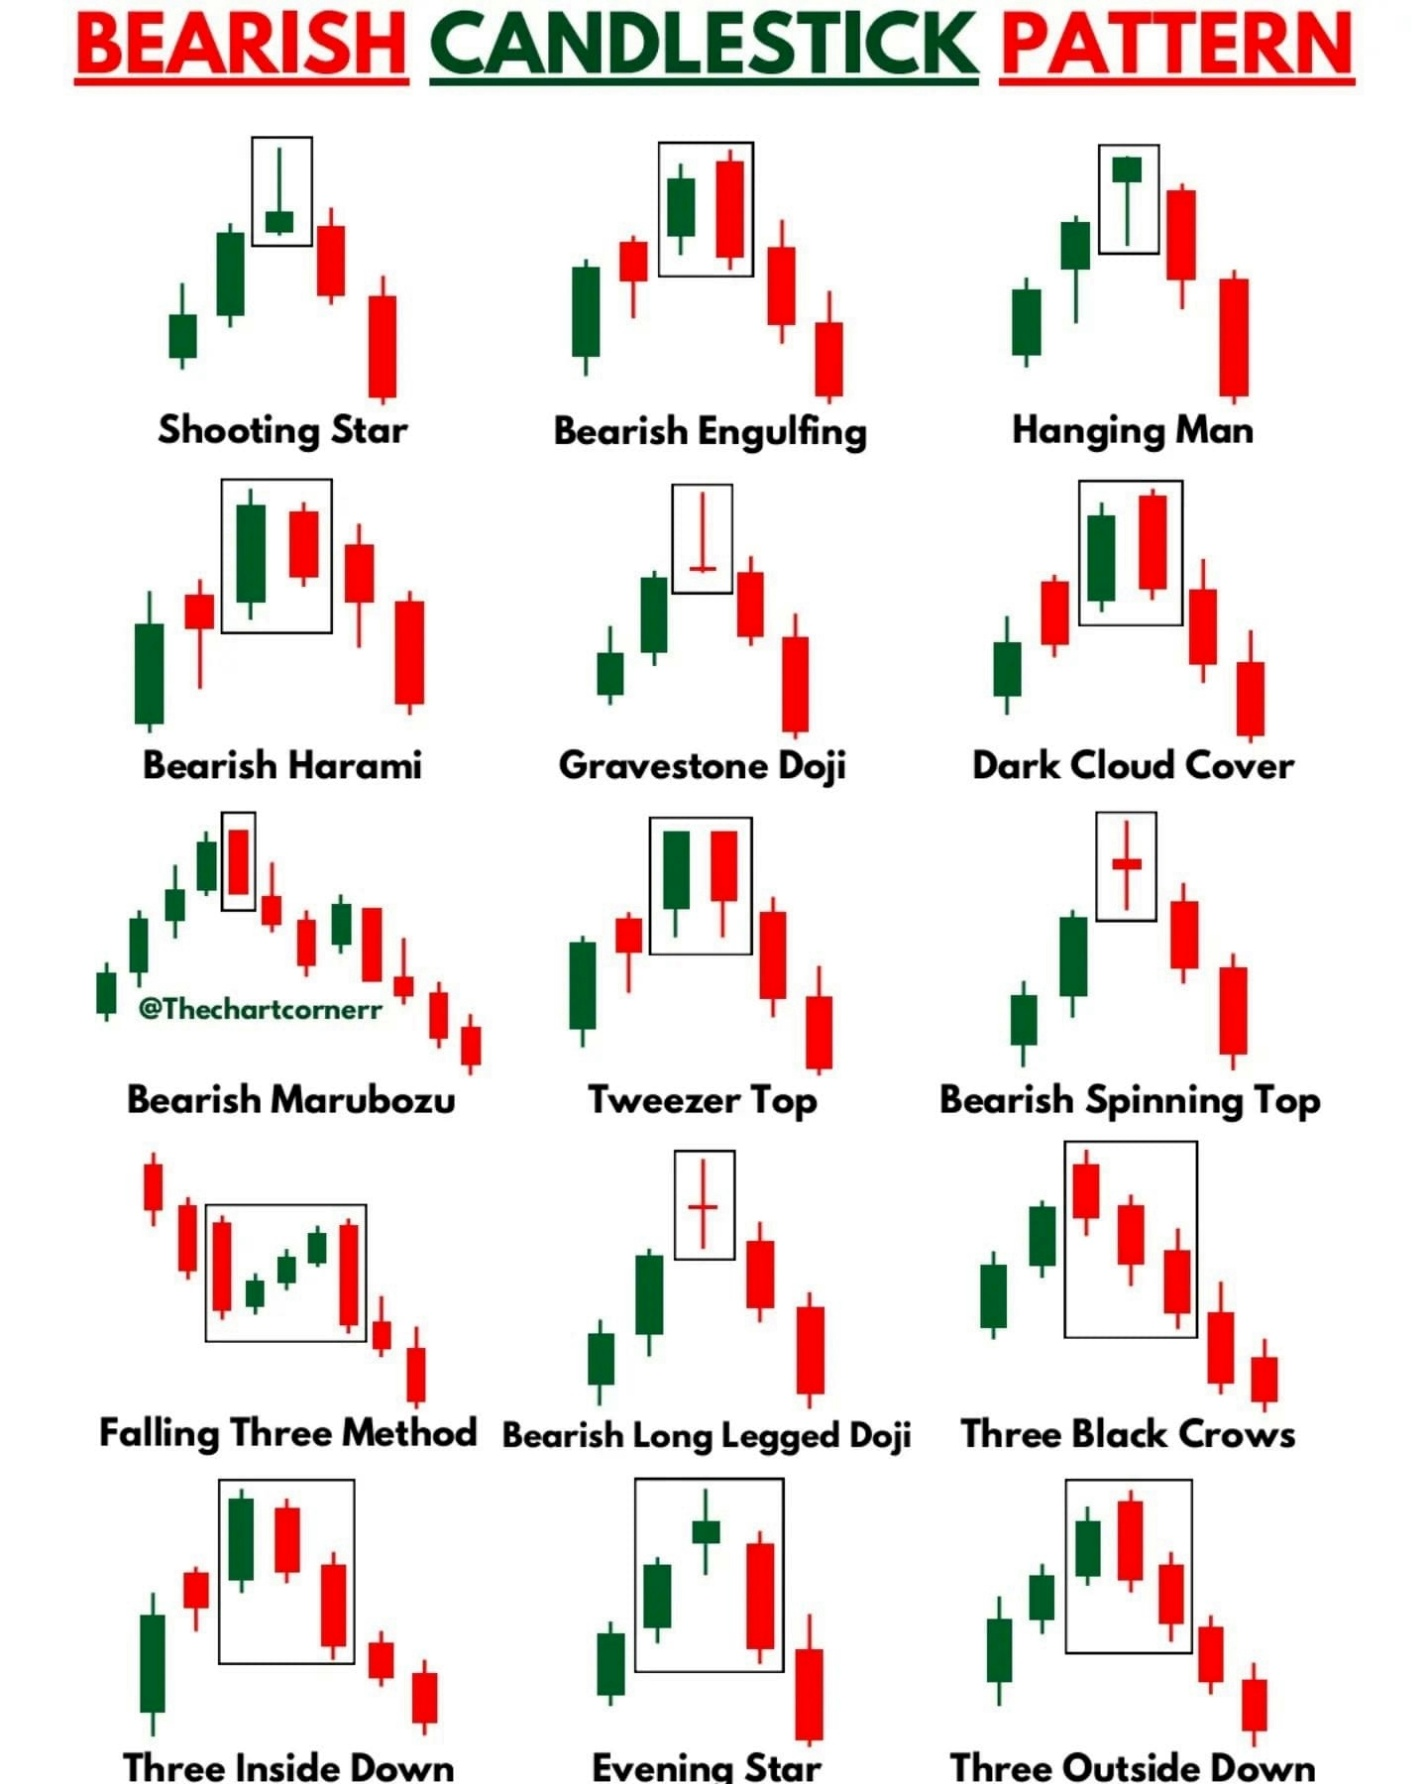 BEARISH CANDLESTICK PATTERN
Shooting Star
Bearish Engulfing
Hanging Man
Bearish Harami
Gravestone Doji
Dark Cloud Cover
@Thechartcornerr
Bearish Marubozu
Tweezer Top
Bearish Spinning Top
Falling Three Method
Bearish Long Legged Doji
Three Black Crows
Three Inside Down
Evening Star
Three Outside Down